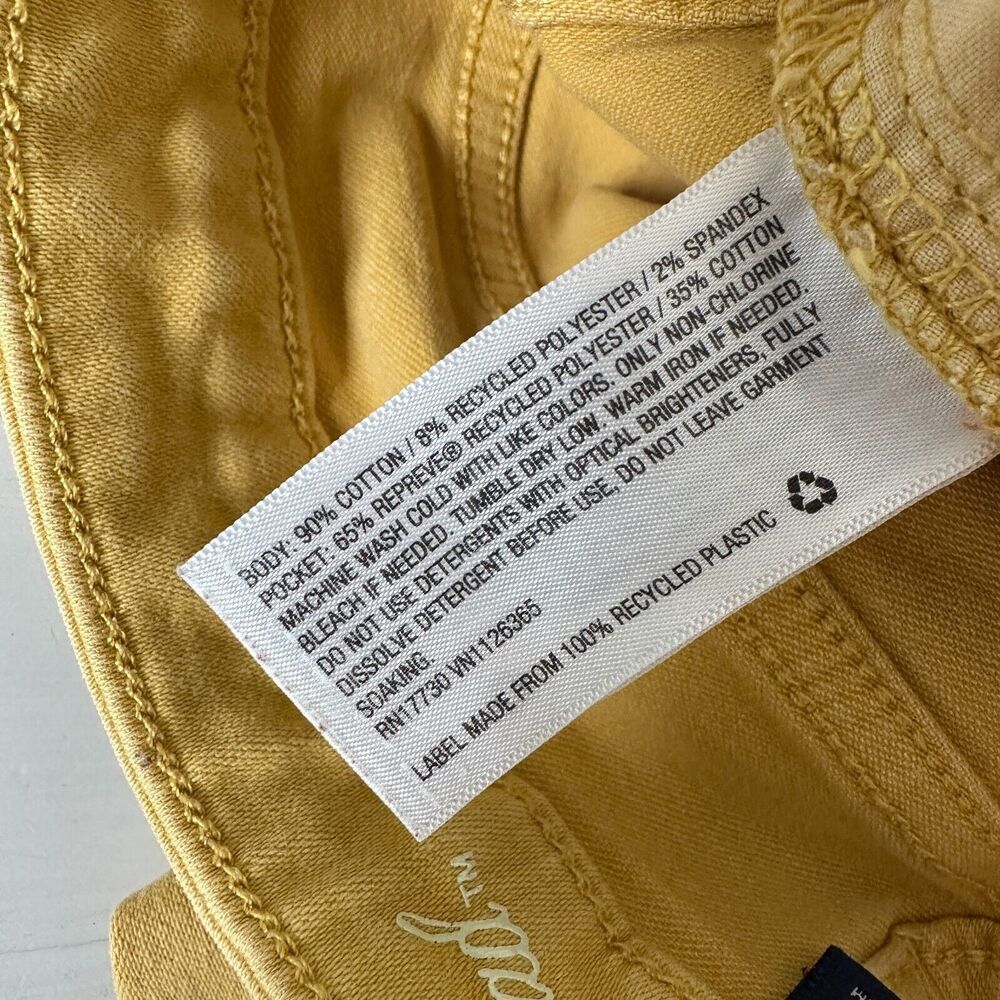 BODY: 90% COTTON / 8% RECYCLED POLYESTER / 2% SPANDEX
POCKET: 65% REPREVE® RECYCLED POLYESTER / 35% COTTON
MACHINE WASH COLD WITH LIKE COLORS. ONLY NON-CHLORINE
BLEACH IF NEEDED. TUMBLE DRY LOW. WARM IRON IF NEEDED.
DO NOT USE DETERGENTS WITH OPTICAL BRIGHTENERS, FULLY
DISSOLVE DETERGENT BEFORE USE, DO NOT LEAVE GARMENT
SOAKING.
RN17730 VN1126365
LABEL MADE FROM 100% RECYCLED PLASTIC
TM